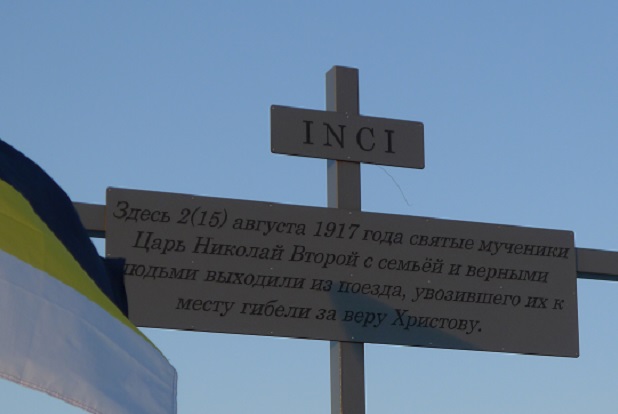 INCI
Здесь 2(15) августа 1917 года святые мученики
Царь Николай Второй с семьёй и верными
людьми выходили из поезда, увозившего их к
месту гибели за веру Христову.